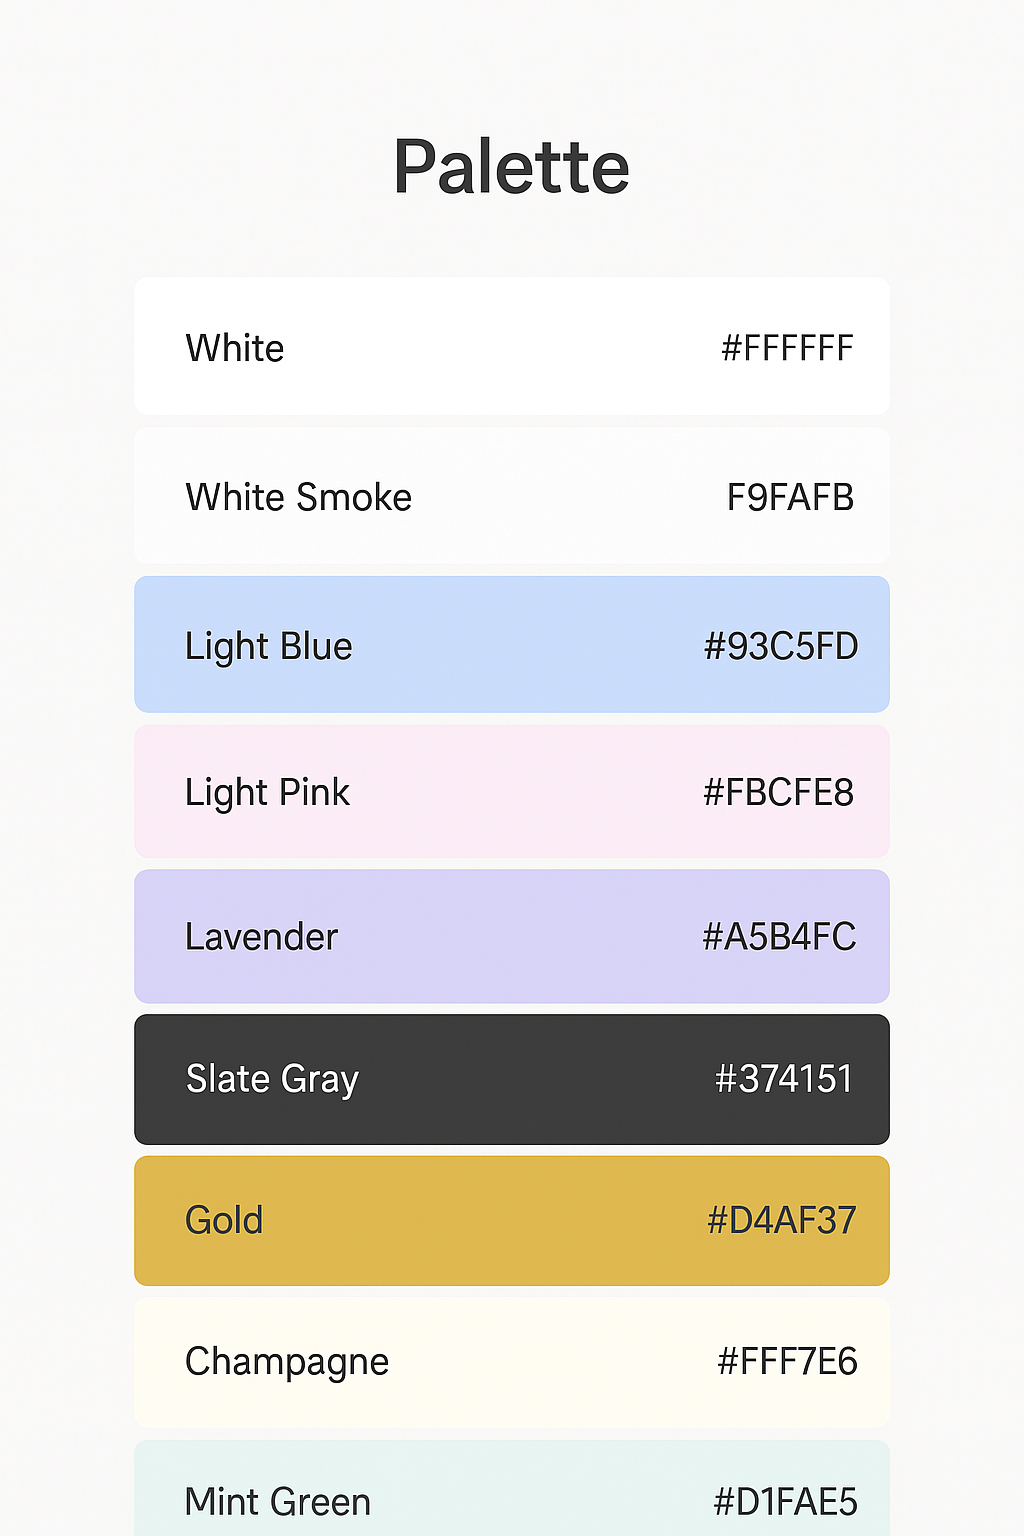 Palette
White #FFFFFF
White Smoke F9FAFB
Light Blue #93C5FD
Light Pink #FBCFE8
Lavender #A5B4FC
Slate Gray #374151
Gold #D4AF37
Champagne #FFF7E6
Mint Green #D1FAE5